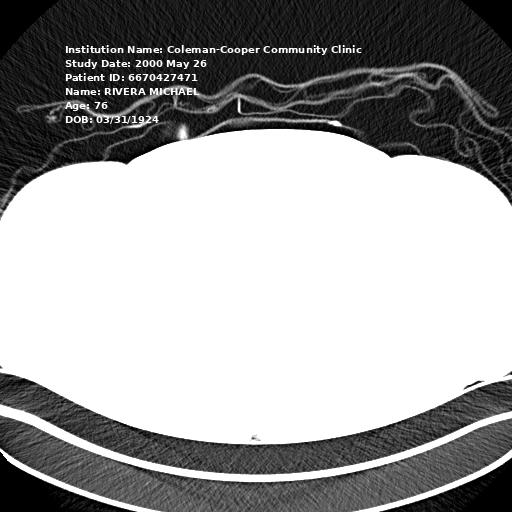 Institution Name: Coleman-Cooper Community Clinic
Study Date: 2000 May 26
Patient ID: 6670427471
Name: RIVERA MICHAEL
Age: 76
DOB: 03/31/1924